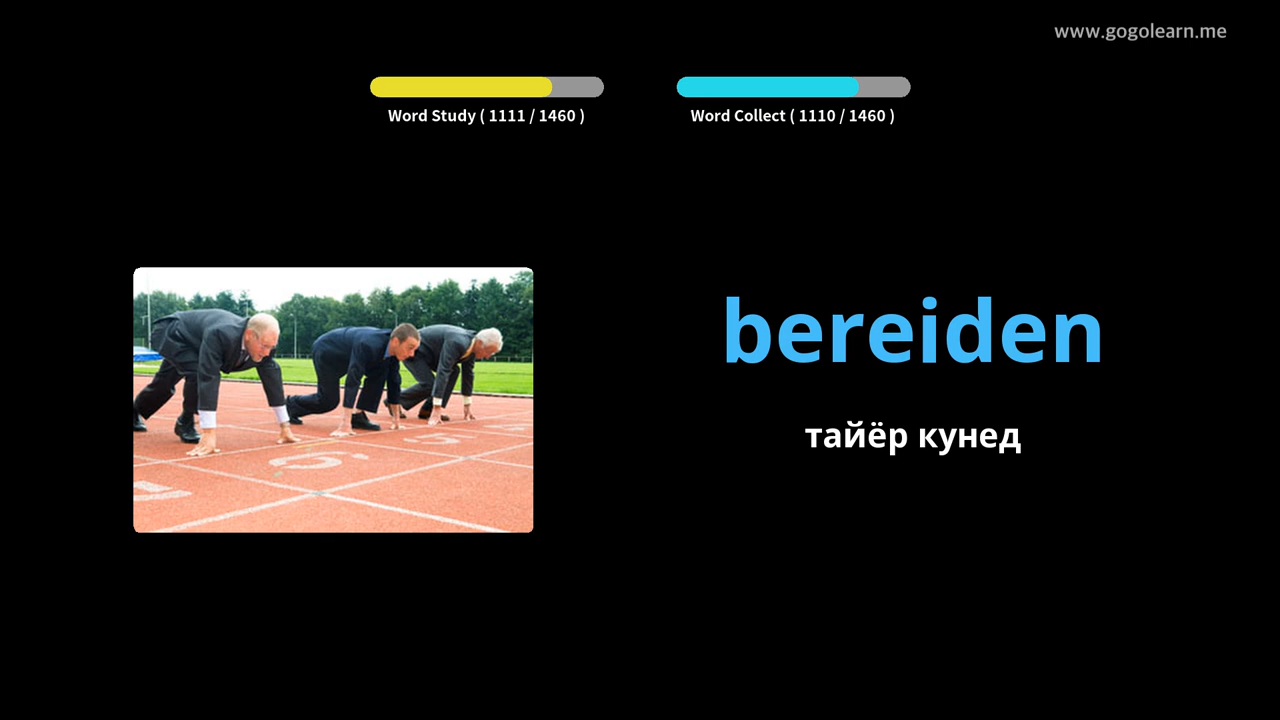 www.gogolearn.me
Word Study ( 1111 / 1460 )
Word Collect ( 1110 / 1460 )
bereiden
тайёр кунед